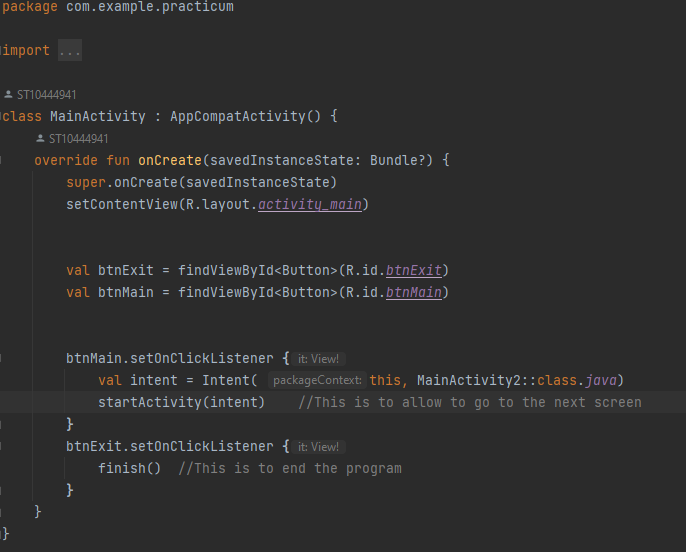 package com.example.practicum
import ...
ST10444941
class MainActivity : AppCompatActivity() {
ST10444941
override fun onCreate(savedInstanceState: Bundle?) {
super.onCreate(savedInstanceState)
setContentView(R.layout.activity_main)
val btnExit = findViewById<Button>(R.id.btnExit)
val btnMain = findViewById<Button>(R.id.btnMain)
btnMain.setOnClickListener { it: View!
val intent = Intent( packageContext: this, MainActivity2::class.java)
startActivity(intent)    //This is to allow to go to the next screen
}
btnExit.setOnClickListener { it: View!
finish()  //This is to end the program
}
}
}